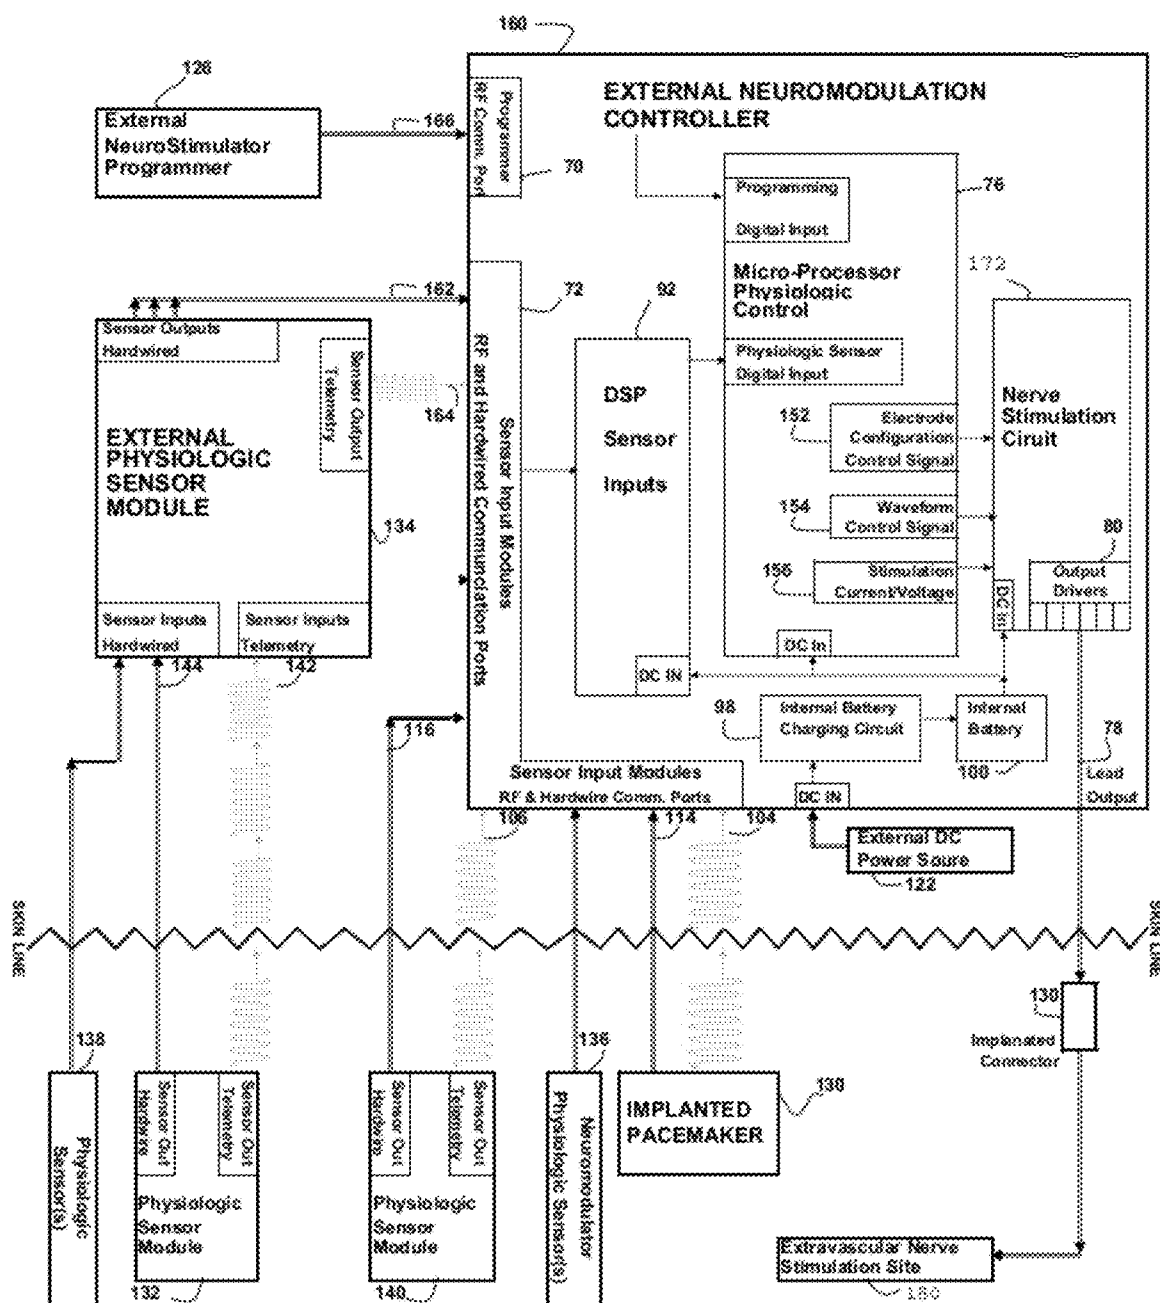 160
126
External
NeuroStimulator
Programmer
166
Programmer
RF Comm. Port
70
EXTERNAL NEUROMODULATION
CONTROLLER
76
Programming
Digital Input
Micro-Processor
Physiologic
Control
172
162
72
92
Sensor Outputs
Hardwired
Sensor Output
Telemetry
164
EXTERNAL
PHYSIOLOGIC
SENSOR
MODULE
134
Sensor Input Modules
RF and Hardwired Communciation Ports
DSP
Sensor
Inputs
Physiologic Sensor
Digital Input
Nerve
Stimulation
Ciruit
152
Electrode
Configuration
Control Signal
154
Waveform
Control Signal
80
156
Stimulation
Current/Voltage
Output
Drivers
DC In
Sensor Inputs
Hardwired
Sensor Inputs
Telemetry
144
142
DC In
DC IN
116
98
Internal Battery
Charging Circuit
Internal
Battery
78
100
Lead
Output
Sensor Input Modules
RF & Hardwire Comm. Ports
DC IN
106
114
104
External DC
Power Soure
122
SKIN LINE
SKIN LINE
130
Implanated
Connector
138
136
130
Physiologic
Sensor(s)
Sensor Out
Hardware
Sensor Out
Telemetry
Physiologic
Sensor
Module
132
Sensor Out
Hardware
Sensor Out
Telemetry
Physiologic
Sensor
Module
140
Neuromodulator
Physiologic Sensor(s)
IMPLANTED
PACEMAKER
Extravascular Nerve
Stimulation Site